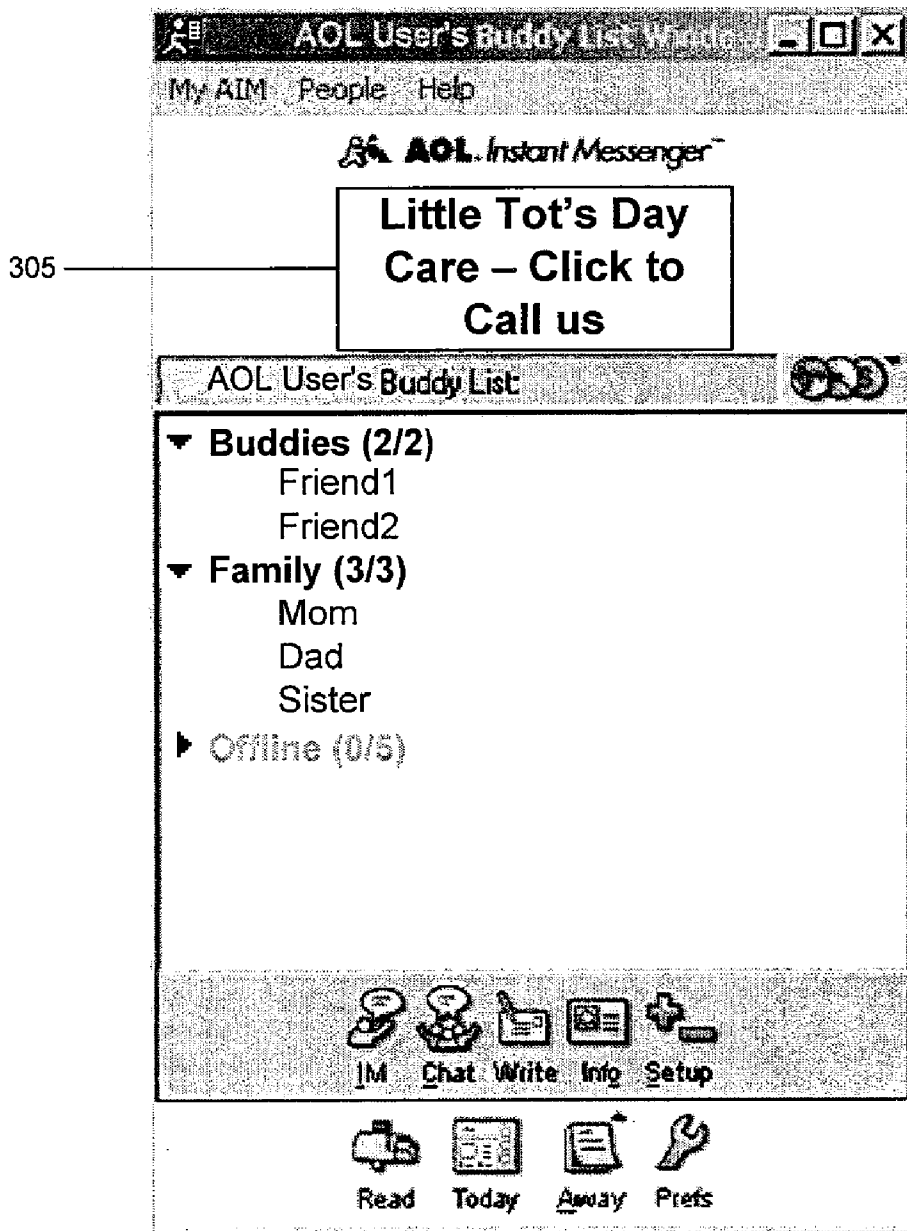 AOL User's Buddy List Window
My AIM People Help
AOL Instant Messenger™
Little Tot's Day
Care – Click to
Call us
305
AOL User's Buddy List
Buddies (2/2)
Friend1
Friend2
Family (3/3)
Mom
Dad
Sister
Offline (0/5)
IM Chat Write Info Setup
Read Today Away Prefs